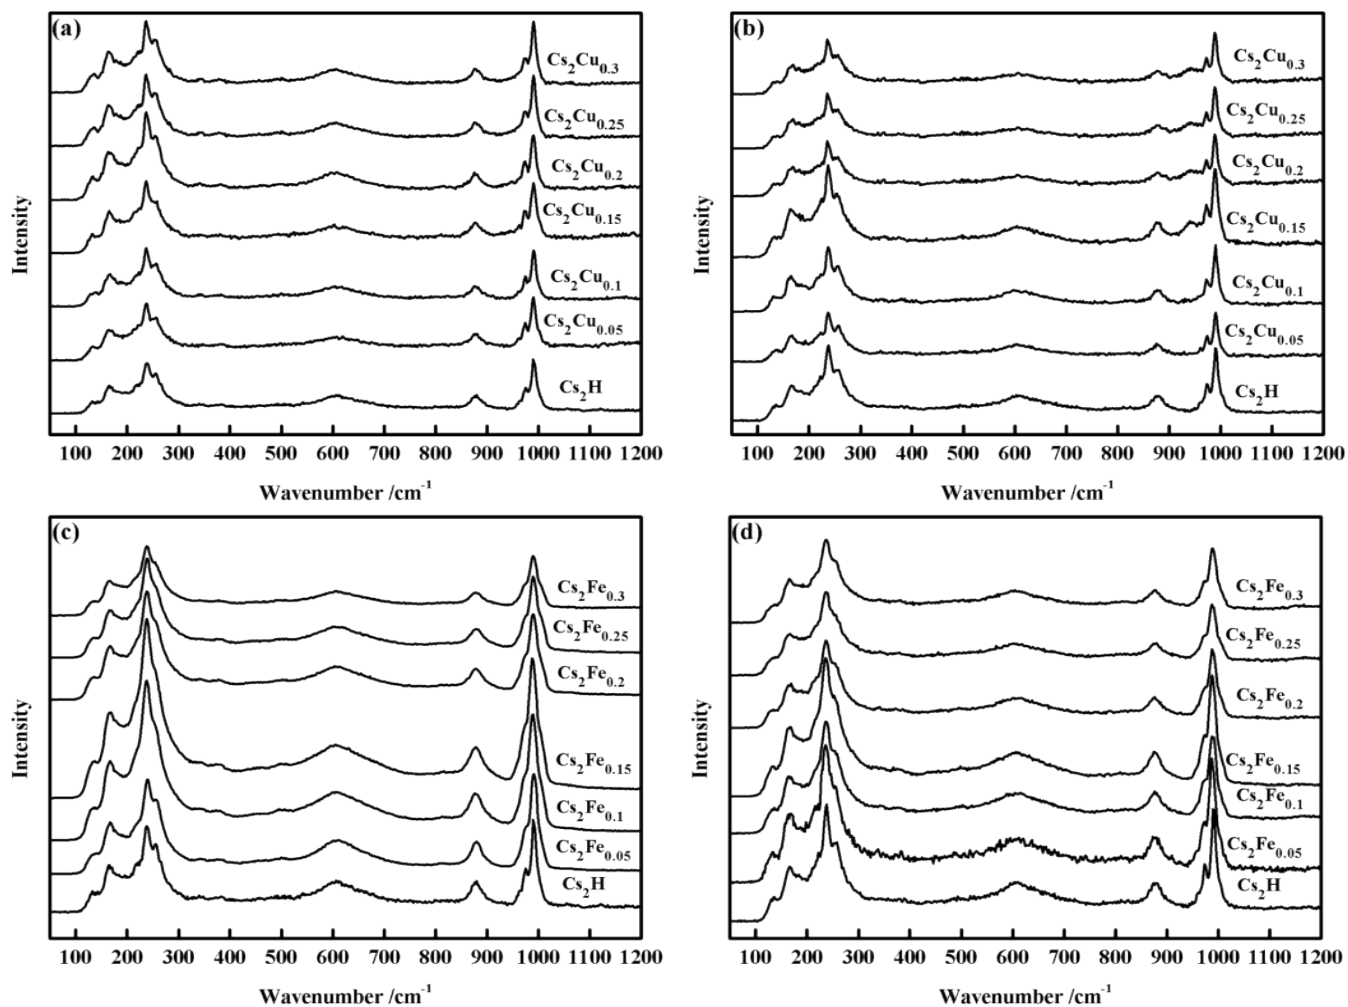 (a)
Cs₂Cu₀.₃
Cs₂Cu₀.₂₅
Cs₂Cu₀.₂
Cs₂Cu₀.₁₅
Cs₂Cu₀.₁
Cs₂Cu₀.₀₅
Cs₂H
Intensity
100 200 300 400 500 600 700 800 900 1000 1100 1200
Wavenumber /cm⁻¹
(b)
Cs₂Cu₀.₃
Cs₂Cu₀.₂₅
Cs₂Cu₀.₂
Cs₂Cu₀.₁₅
Cs₂Cu₀.₁
Cs₂Cu₀.₀₅
Cs₂H
Intensity
100 200 300 400 500 600 700 800 900 1000 1100 1200
Wavenumber /cm⁻¹
(c)
Cs₂Fe₀.₃
Cs₂Fe₀.₂₅
Cs₂Fe₀.₂
Cs₂Fe₀.₁₅
Cs₂Fe₀.₁
Cs₂Fe₀.₀₅
Cs₂H
Intensity
100 200 300 400 500 600 700 800 900 1000 1100 1200
Wavenumber /cm⁻¹
(d)
Cs₂Fe₀.₃
Cs₂Fe₀.₂₅
Cs₂Fe₀.₂
Cs₂Fe₀.₁₅
Cs₂Fe₀.₁
Cs₂Fe₀.₀₅
Cs₂H
Intensity
100 200 300 400 500 600 700 800 900 1000 1100 1200
Wavenumber /cm⁻¹